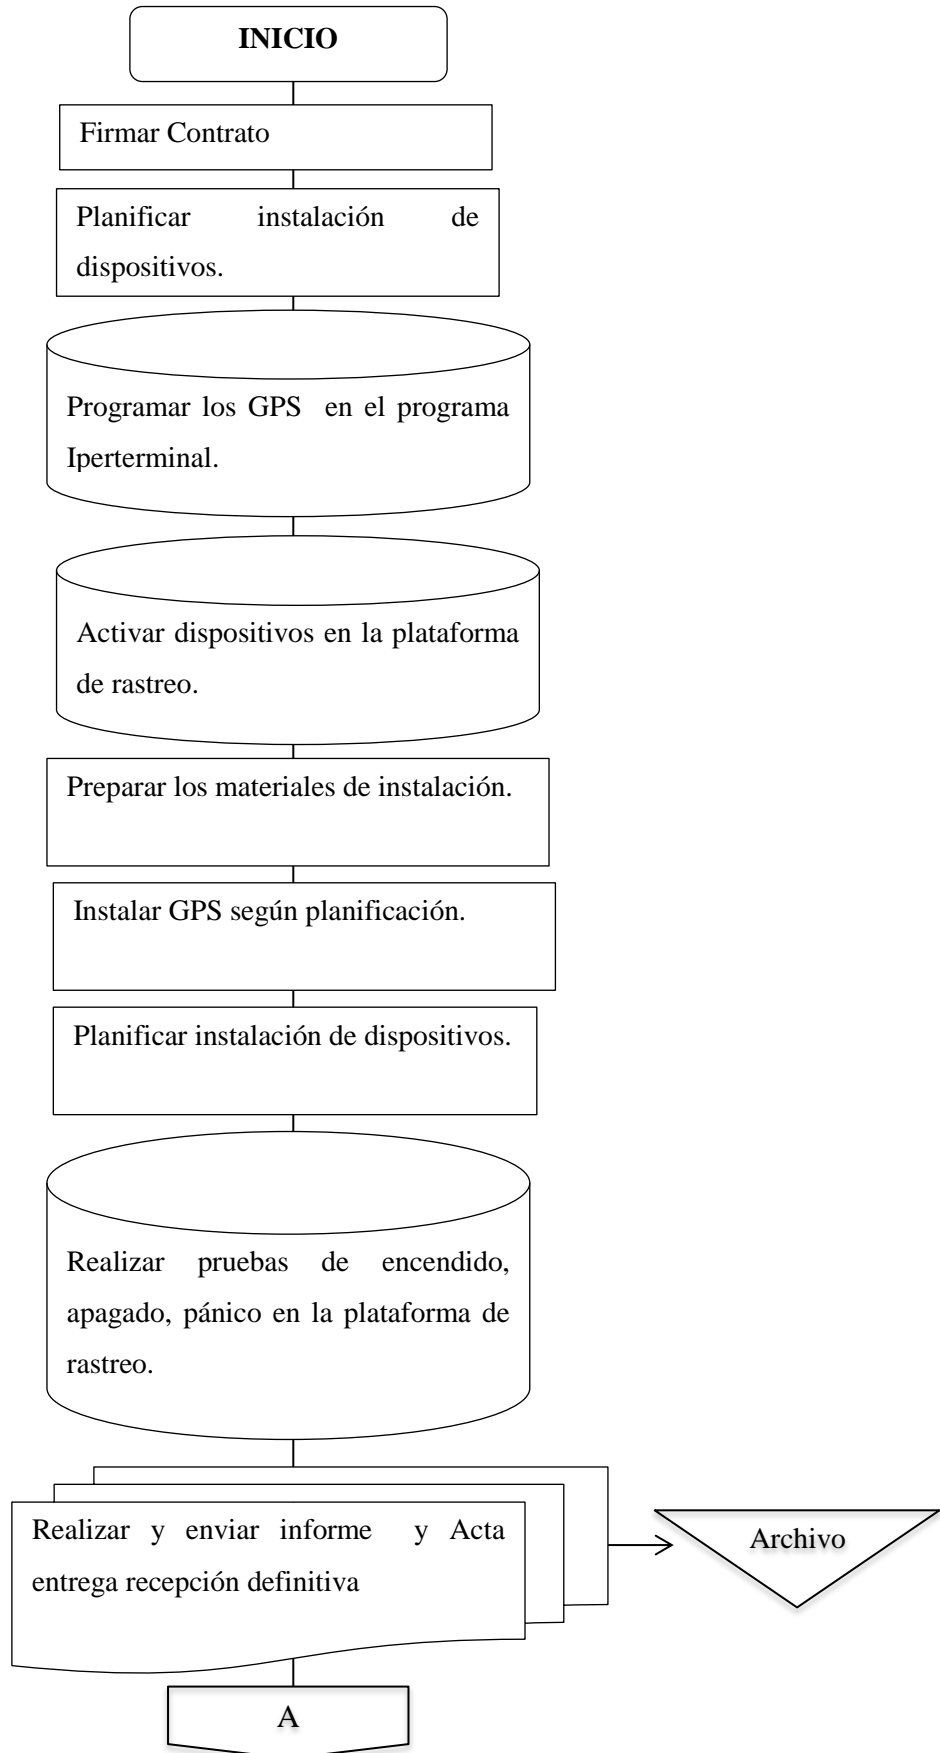 INICIO
Firmar Contrato
Planificar instalación de
dispositivos.
Programar los GPS en el programa
Iperterminal.
Activar dispositivos en la plataforma
de rastreo.
Preparar los materiales de instalación.
Instalar GPS según planificación.
Planificar instalación de dispositivos.
Realizar pruebas de encendido,
apagado, pánico en la plataforma de
rastreo.
Realizar y enviar informe y Acta
entrega recepción definitiva
Archivo
A